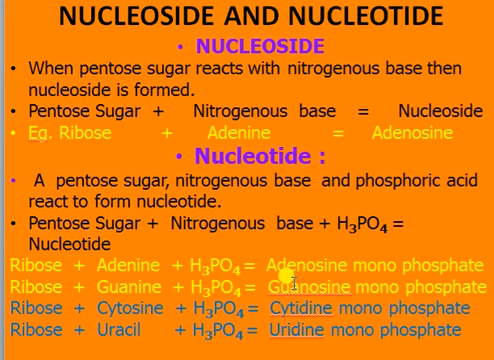 NUCLEOSIDE AND NUCLEOTIDE
• NUCLEOSIDE
• When pentose sugar reacts with nitrogenous base then
nucleoside is formed.
• Pentose Sugar + Nitrogenous base = Nucleoside
• Eg. Ribose + Adenine = Adenosine
• Nucleotide :
• A pentose sugar, nitrogenous base and phosphoric acid
react to form nucleotide.
• Pentose Sugar + Nitrogenous base + H₃PO₄ =
Nucleotide
Ribose + Adenine + H₃PO₄ = Adenosine mono phosphate
Ribose + Guanine + H₃PO₄ = Guanosine mono phosphate
Ribose + Cytosine + H₃PO₄ = Cytidine mono phosphate
Ribose + Uracil + H₃PO₄ = Uridine mono phosphate